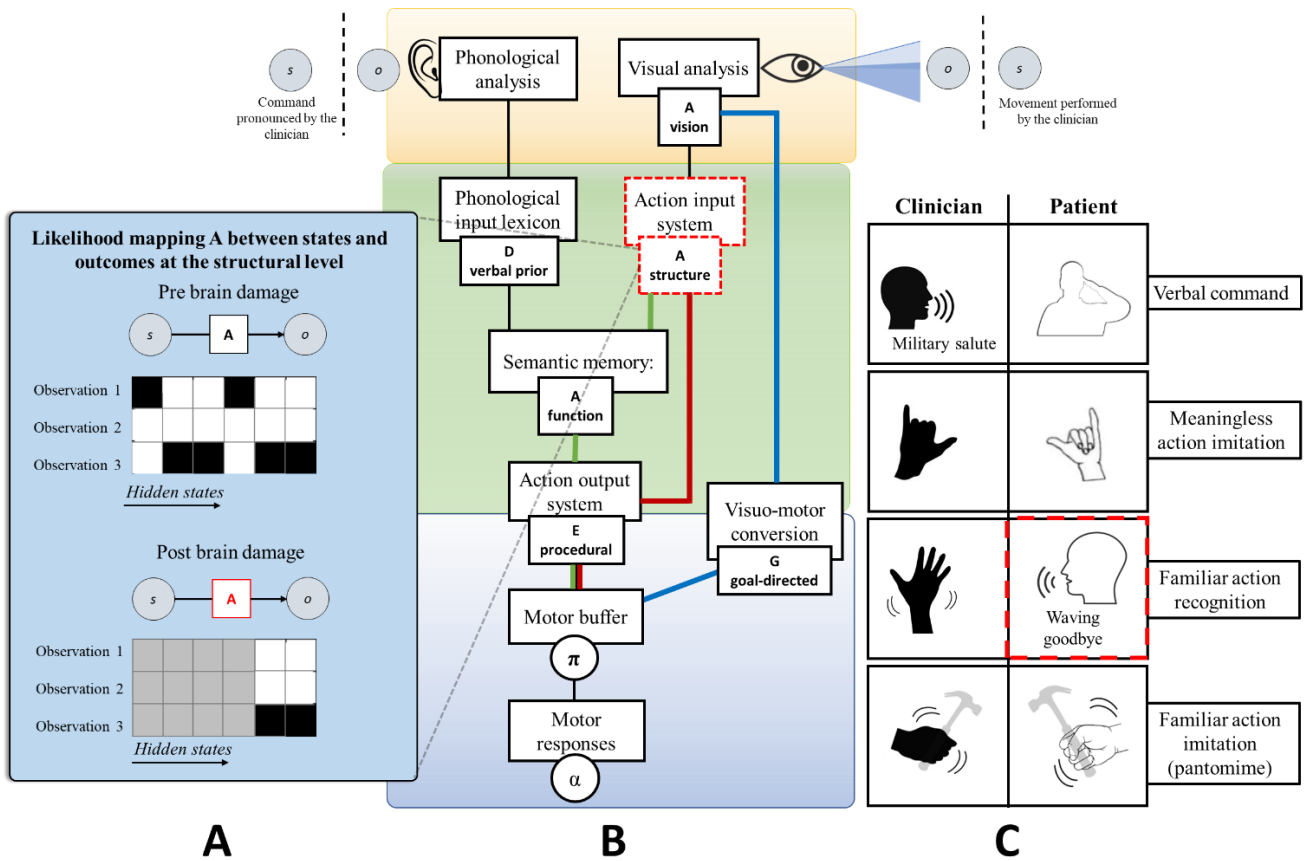 s
o
Command
pronounced by the
clinician
Phonological
analysis
Visual analysis
A
vision
o
s
Movement performed
by the clinician
Phonological
input lexicon
D
verbal prior
Action input
system
A
structure
Semantic memory:
A
function
Action output
system
E
procedural
Visuo-motor
conversion
G
goal-directed
Motor buffer
π
Motor
responses
α
Likelihood mapping A between states and
outcomes at the structural level
Pre brain damage
s
A
o
Observation 1
Observation 2
Observation 3
Hidden states
Post brain damage
s
A
o
Observation 1
Observation 2
Observation 3
Hidden states
Clinician
Patient
Military salute
Verbal command
Meaningless
action imitation
Waving
goodbye
Familiar action
recognition
Familiar action
imitation
(pantomime)
A
B
C